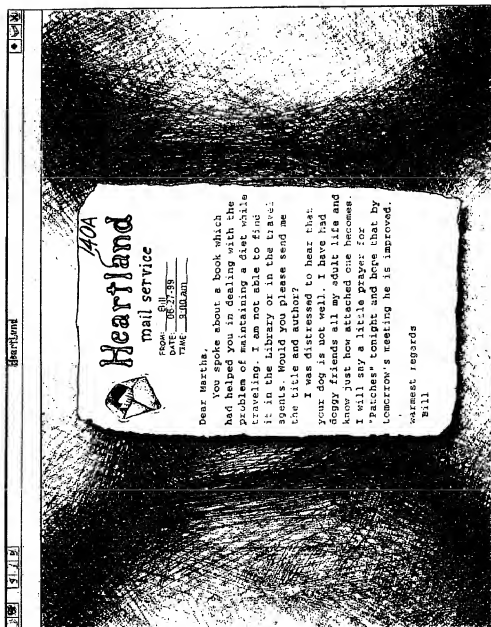 HeartLand
140A
Heartland
mail service
FROM: Bill
DATE: 06-27-99
TIME: 9:00 am
Dear Martha,
You spoke about a book which
had helped you in dealing with the
problem of maintaining a diet while
traveling. I am not able to find
it in the Library or in the travel
agents. Would you please send me
the title and author?
I was distressed to hear that
your dog is not well. I have had
doggy friends all my adult life and
know just how attached one becomes.
I will say a little prayer for
"Patches" tonight and hope that by
tomorrow's meeting he is improved.
warmest regards
Bill